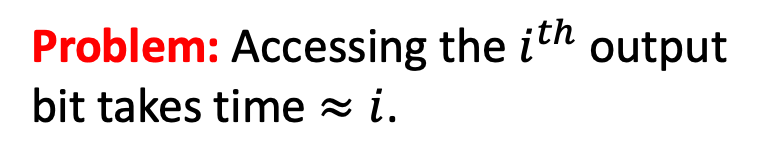 Problem: Accessing the $i^{th}$ output
bit takes time ≈ $i$.